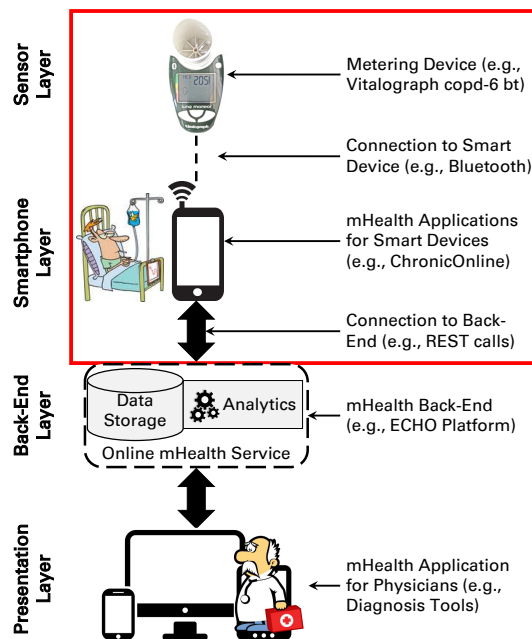 Sensor
Layer
Metering Device (e.g.,
Vitalograph copd-6 bt)
Connection to Smart
Device (e.g., Bluetooth)
Smartphone
Layer
mHealth Applications
for Smart Devices
(e.g., ChronicOnline)
Connection to Back-
End (e.g., REST calls)
Back-End
Layer
Data
Storage
Analytics
Online mHealth Service
mHealth Back-End
(e.g., ECHO Platform)
Presentation
Layer
mHealth Application
for Physicians (e.g.,
Diagnosis Tools)